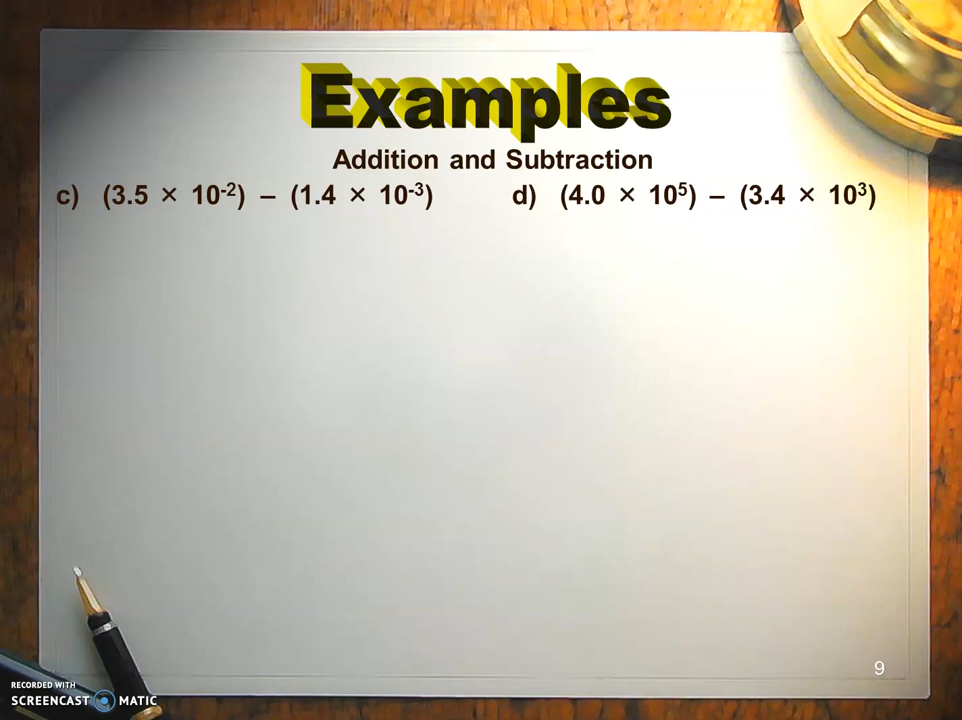 Examples
Addition and Subtraction
c) (3.5 × 10⁻²) – (1.4 × 10⁻³) d) (4.0 × 10⁵) – (3.4 × 10³)
9
RECORDED WITH
SCREENCAST MATIC